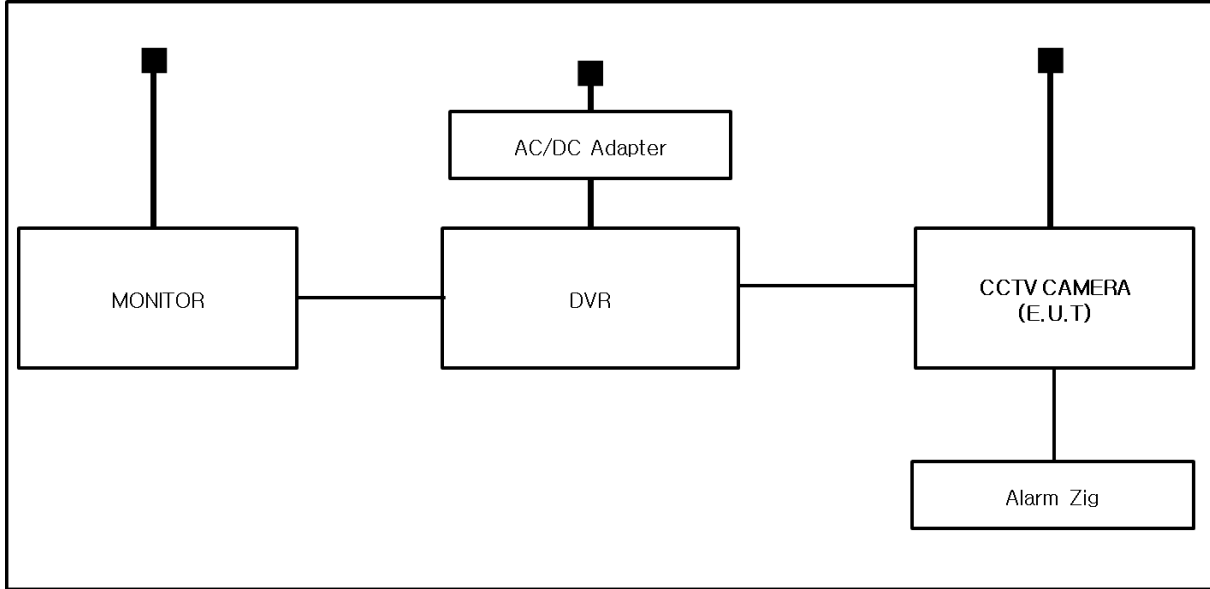 AC/DC Adapter
MONITOR
DVR
CCTV CAMERA
(E.U.T)
Alarm Zig